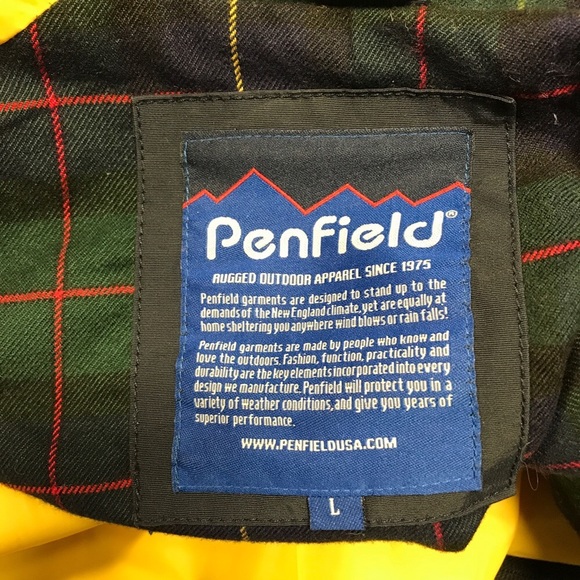 Penfield®
RUGGED OUTDOOR APPAREL SINCE 1975
Penfield garments are designed to stand up to the
demands of the New England climate, yet are equally at
home sheltering you anywhere wind blows or rain falls!
Penfield garments are made by people who know and
love the outdoors. Fashion, function, practicality and
durability are the key elements incorporated into every
design we manufacture. Penfield will protect you in a
variety of weather conditions, and give you years of
superior performance.
WWW.PENFIELDUSA.COM
L